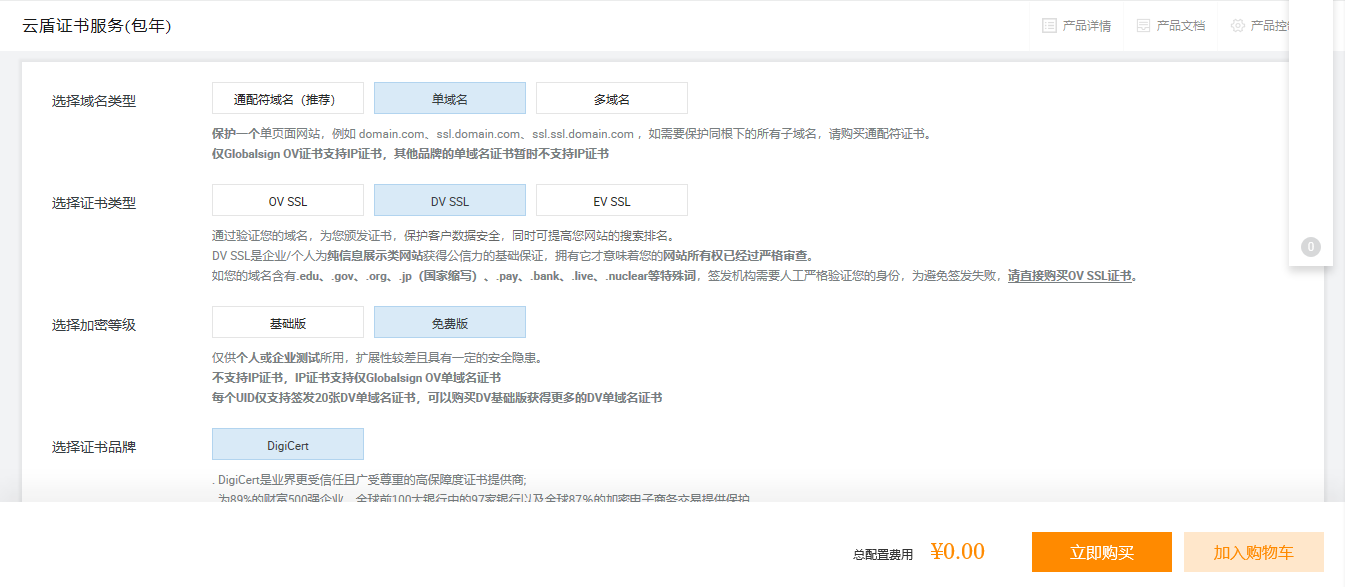 云盾证书服务(包年)
产品详情 产品文档 产品控
选择域名类型
通配符域名（推荐） 单域名 多域名
保护一个单页面网站，例如 domain.com、ssl.domain.com、ssl.ssl.domain.com ，如需要保护同根下的所有子域名，请购买通配符证书。
仅Globalsign OV证书支持IP证书，其他品牌的单域名证书暂时不支持IP证书
选择证书类型
OV SSL DV SSL EV SSL
通过验证您的域名，为您颁发证书，保护客户数据安全，同时可提高您网站的搜索排名。
DV SSL是企业/个人为纯信息展示类网站获得公信力的基础保证，拥有它才意味着您的网站所有权已经过严格审查。
如您的域名含有.edu、.gov、.org、.jp（国家缩写）、.pay、.bank、.live、.nuclear等特殊词，签发机构需要人工严格验证您的身份，为避免签发失败，请直接购买OV SSL证书。
0
选择加密等级
基础版 免费版
仅供个人或企业测试所用，扩展性较差且具有一定的安全隐患。
不支持IP证书，IP证书支持仅Globalsign OV单域名证书
每个UID仅支持签发20张DV单域名证书，可以购买DV基础版获得更多的DV单域名证书
选择证书品牌
DigiCert
. DigiCert是业界更受信任且广受尊重的高保障度证书提供商;
为89%的财富500强企业、全球前100大银行中的97家银行以及全球87%的加密电子商务交易提供保护
总配置费用 ¥0.00 立即购买 加入购物车